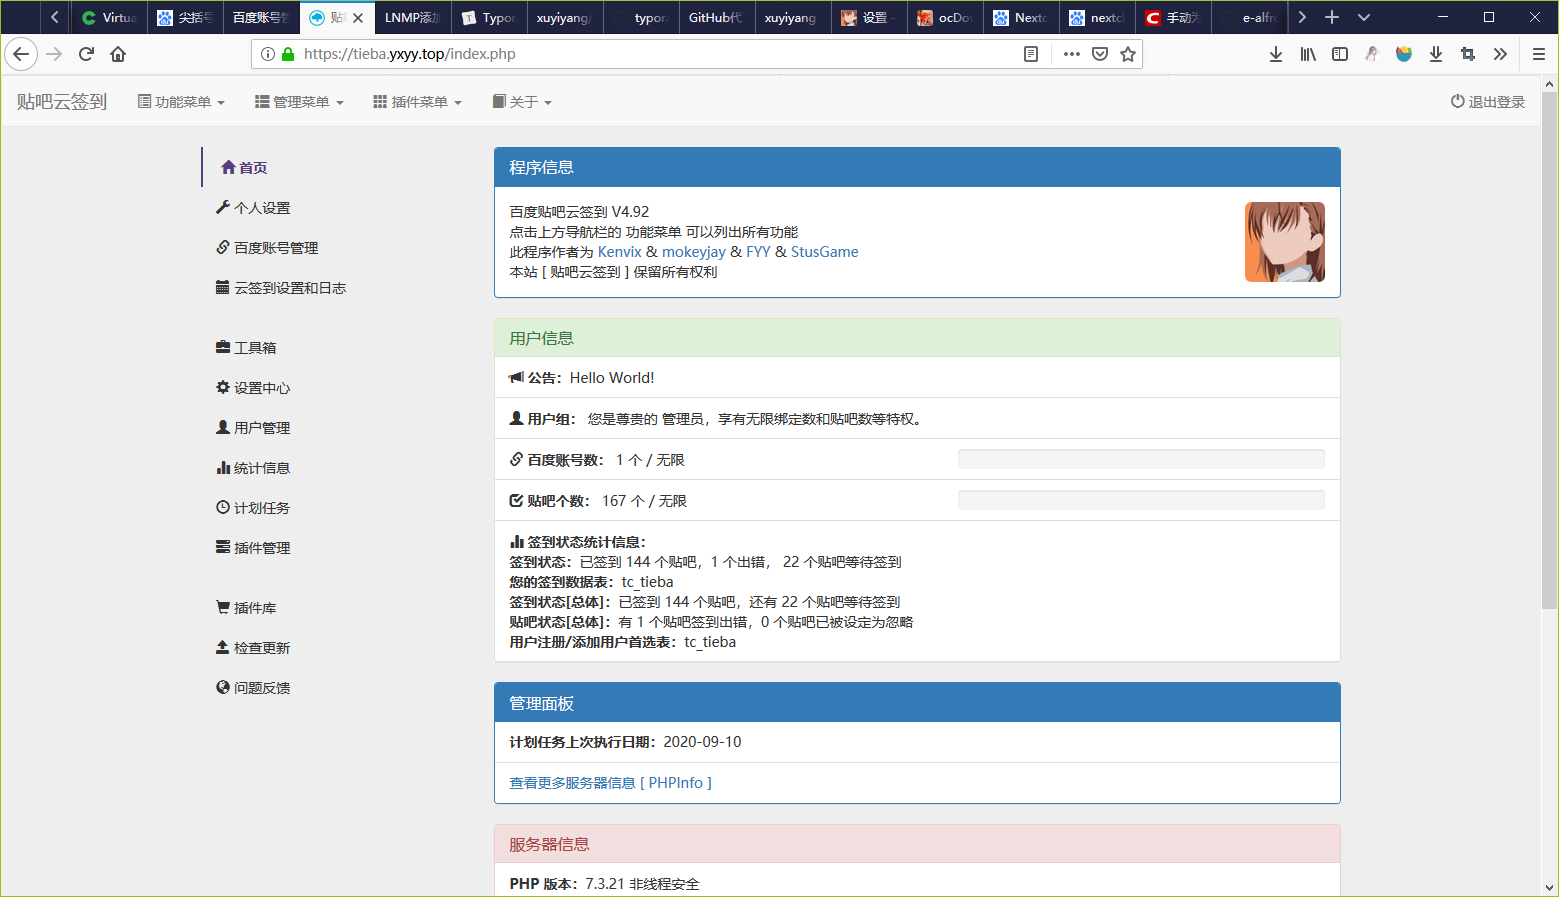 Virtua
尖括号
百度账号管
贴
LNMP添加
Typor
xuyiyang/
typora
GitHub代
xuyiyang
设置 -
ocDow
Nextc
nextcl
手动为
e-alfre
https://tieba.yxyy.top/index.php
贴吧云签到
功能菜单
管理菜单
插件菜单
关于
退出登录
首页
个人设置
百度账号管理
云签到设置和日志
工具箱
设置中心
用户管理
统计信息
计划任务
插件管理
插件库
检查更新
问题反馈
程序信息
百度贴吧云签到 V4.92
点击上方导航栏的 功能菜单 可以列出所有功能
此程序作者为 Kenvix & mokeyjay & FYY & StusGame
本站 [ 贴吧云签到 ] 保留所有权利
用户信息
公告：Hello World!
用户组： 您是尊贵的 管理员，享有无限绑定数和贴吧数等特权。
百度账号数： 1 个 / 无限
贴吧个数： 167 个 / 无限
签到状态统计信息：
签到状态：已签到 144 个贴吧，1 个出错， 22 个贴吧等待签到
您的签到数据表：tc_tieba
签到状态[总体]：已签到 144 个贴吧，还有 22 个贴吧等待签到
贴吧状态[总体]：有 1 个贴吧签到出错，0 个贴吧已被设定为忽略
用户注册/添加用户首选表：tc_tieba
管理面板
计划任务上次执行日期：2020-09-10
查看更多服务器信息 [ PHPInfo ]
服务器信息
PHP 版本：7.3.21 非线程安全